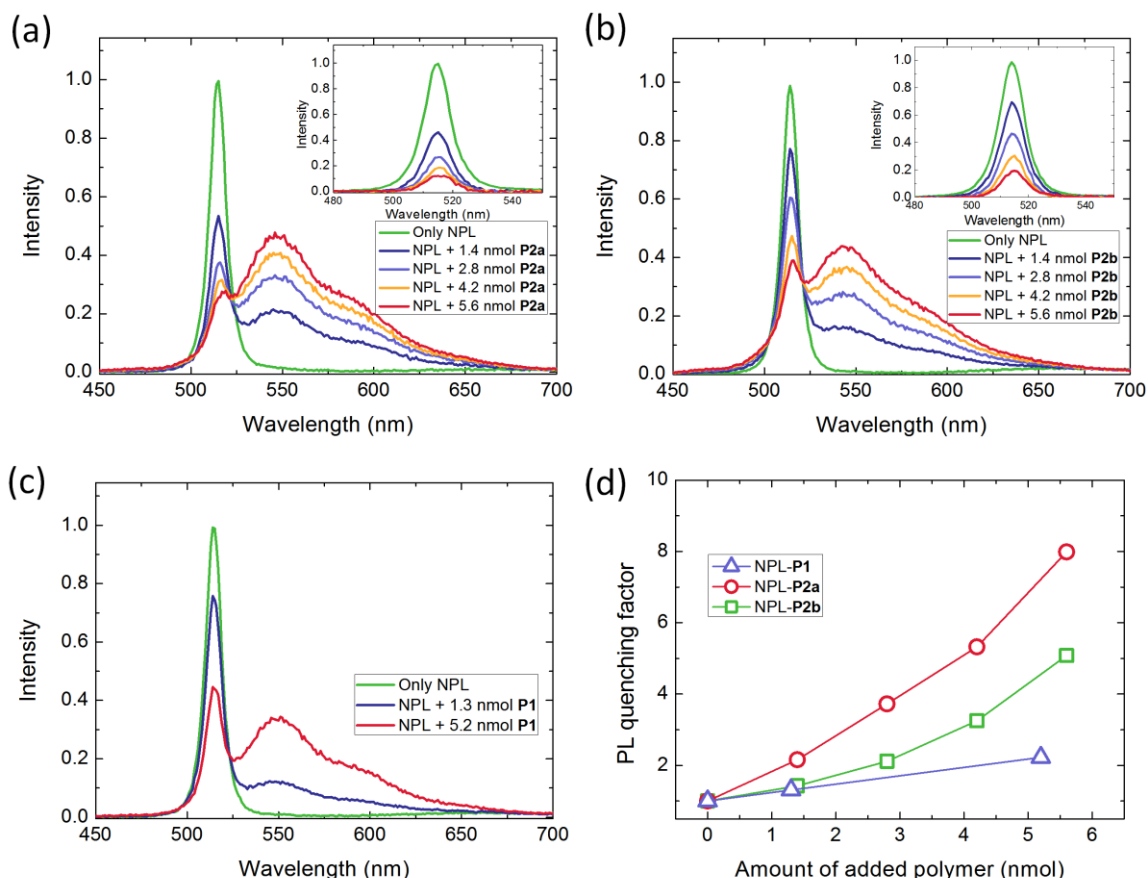 (a)
Intensity
1.0
0.8
0.6
0.4
0.2
0.0
450 500 550 600 650 700
Wavelength (nm)
Intensity
1.0
0.8
0.6
0.4
0.2
0.0
480 500 520 540
Wavelength (nm)
Only NPL
NPL + 1.4 nmol P2a
NPL + 2.8 nmol P2a
NPL + 4.2 nmol P2a
NPL + 5.6 nmol P2a
(b)
Intensity
1.0
0.8
0.6
0.4
0.2
0.0
450 500 550 600 650 700
Wavelength (nm)
Intensity
1.0
0.8
0.6
0.4
0.2
0.0
480 500 520 540
Wavelength (nm)
Only NPL
NPL + 1.4 nmol P2b
NPL + 2.8 nmol P2b
NPL + 4.2 nmol P2b
NPL + 5.6 nmol P2b
(c)
Intensity
1.0
0.8
0.6
0.4
0.2
0.0
450 500 550 600 650 700
Wavelength (nm)
Only NPL
NPL + 1.3 nmol P1
NPL + 5.2 nmol P1
(d)
PL quenching factor
10
8
6
4
2
0 1 2 3 4 5 6
Amount of added polymer (nmol)
NPL-P1
NPL-P2a
NPL-P2b